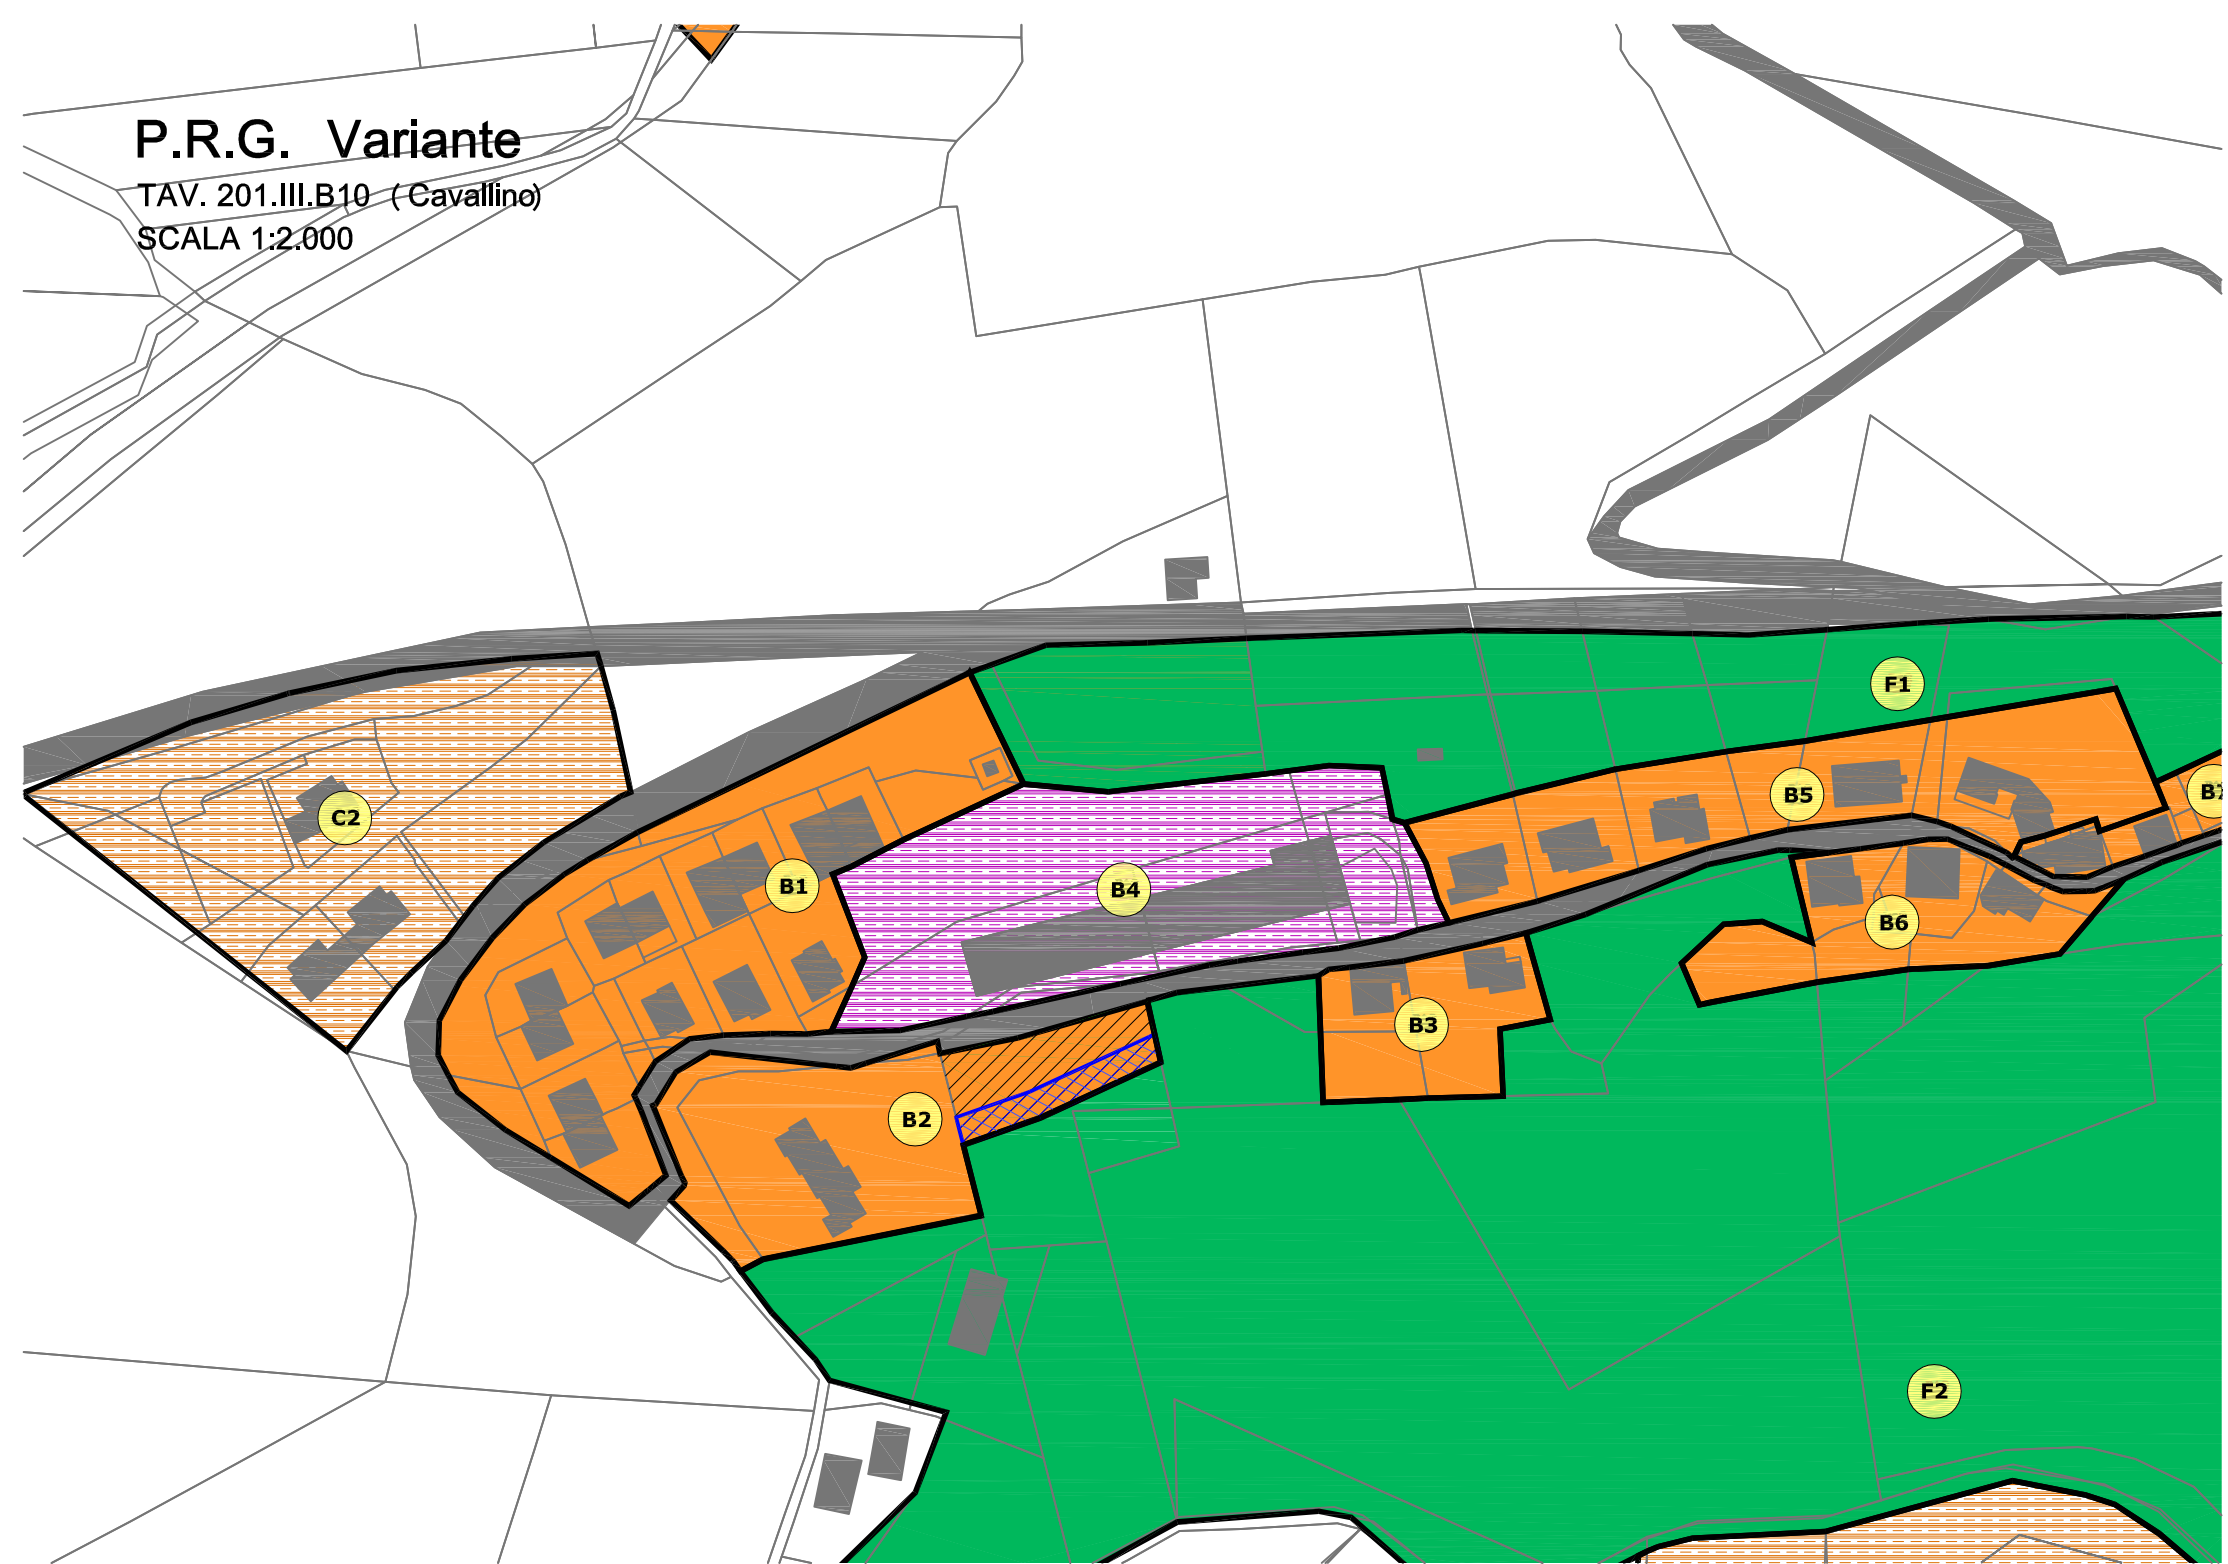 P.R.G. Variante
TAV. 201.III.B10 ( Cavallino)
SCALA 1:2.000
F1
B5
C2
B1
B4
B6
B3
B2
F2